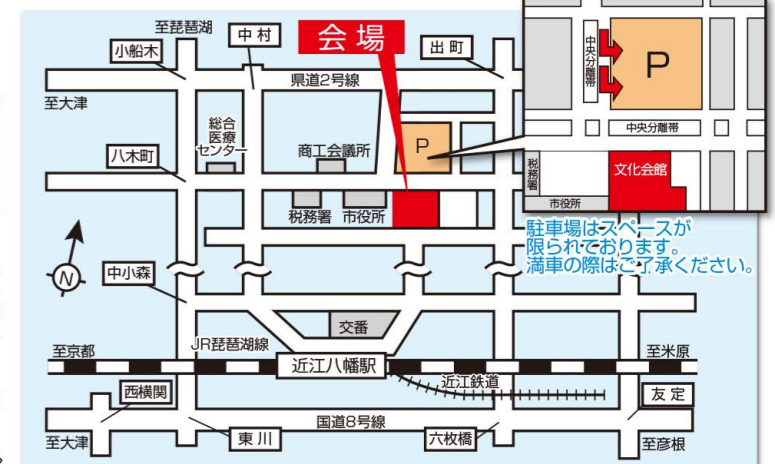 至琵琶湖
小船木
中村
会場
出町
県道2号線
至大津
総合
医療
センター
商工会議所
P
八木町
税務署
市役所
中央分離帯
P
中央分離帯
税務署
文化会館
市役所
駐車場はスペースが
限られております。
満車の際はご了承ください。
N
中小森
交番
JR琵琶湖線
至京都
近江八幡駅
至米原
近江鉄道
西横関
友定
国道8号線
至大津
東川
六枚橋
至彦根